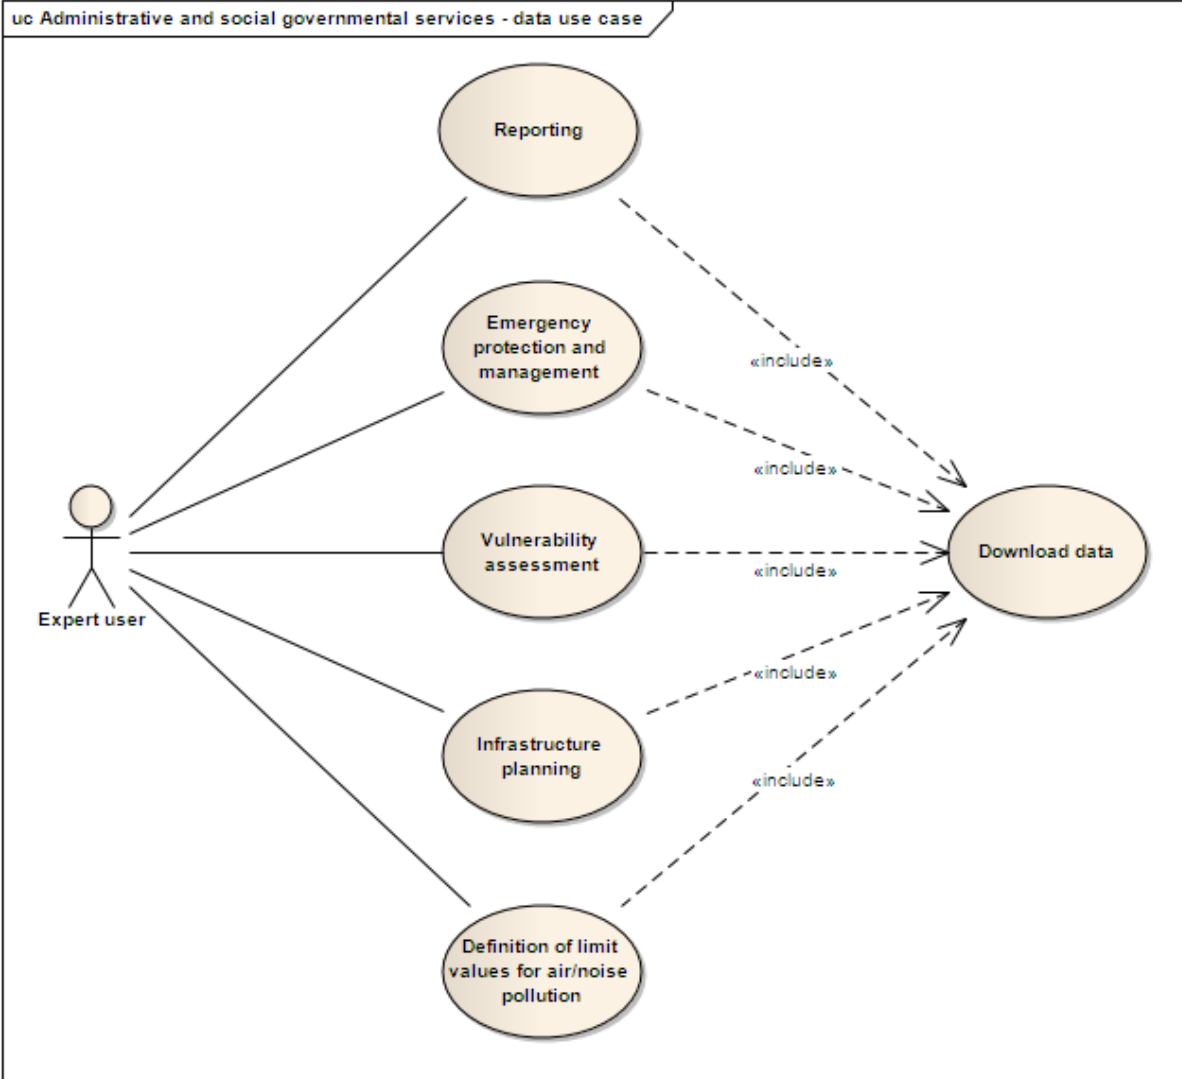 uc Administrative and social governmental services - data use case
Reporting
Emergency
protection and
management
«include»
«include»
Vulnerability
assessment
Download data
«include»
Expert user
«include»
Infrastructure
planning
«include»
Definition of limit
values for air/noise
pollution